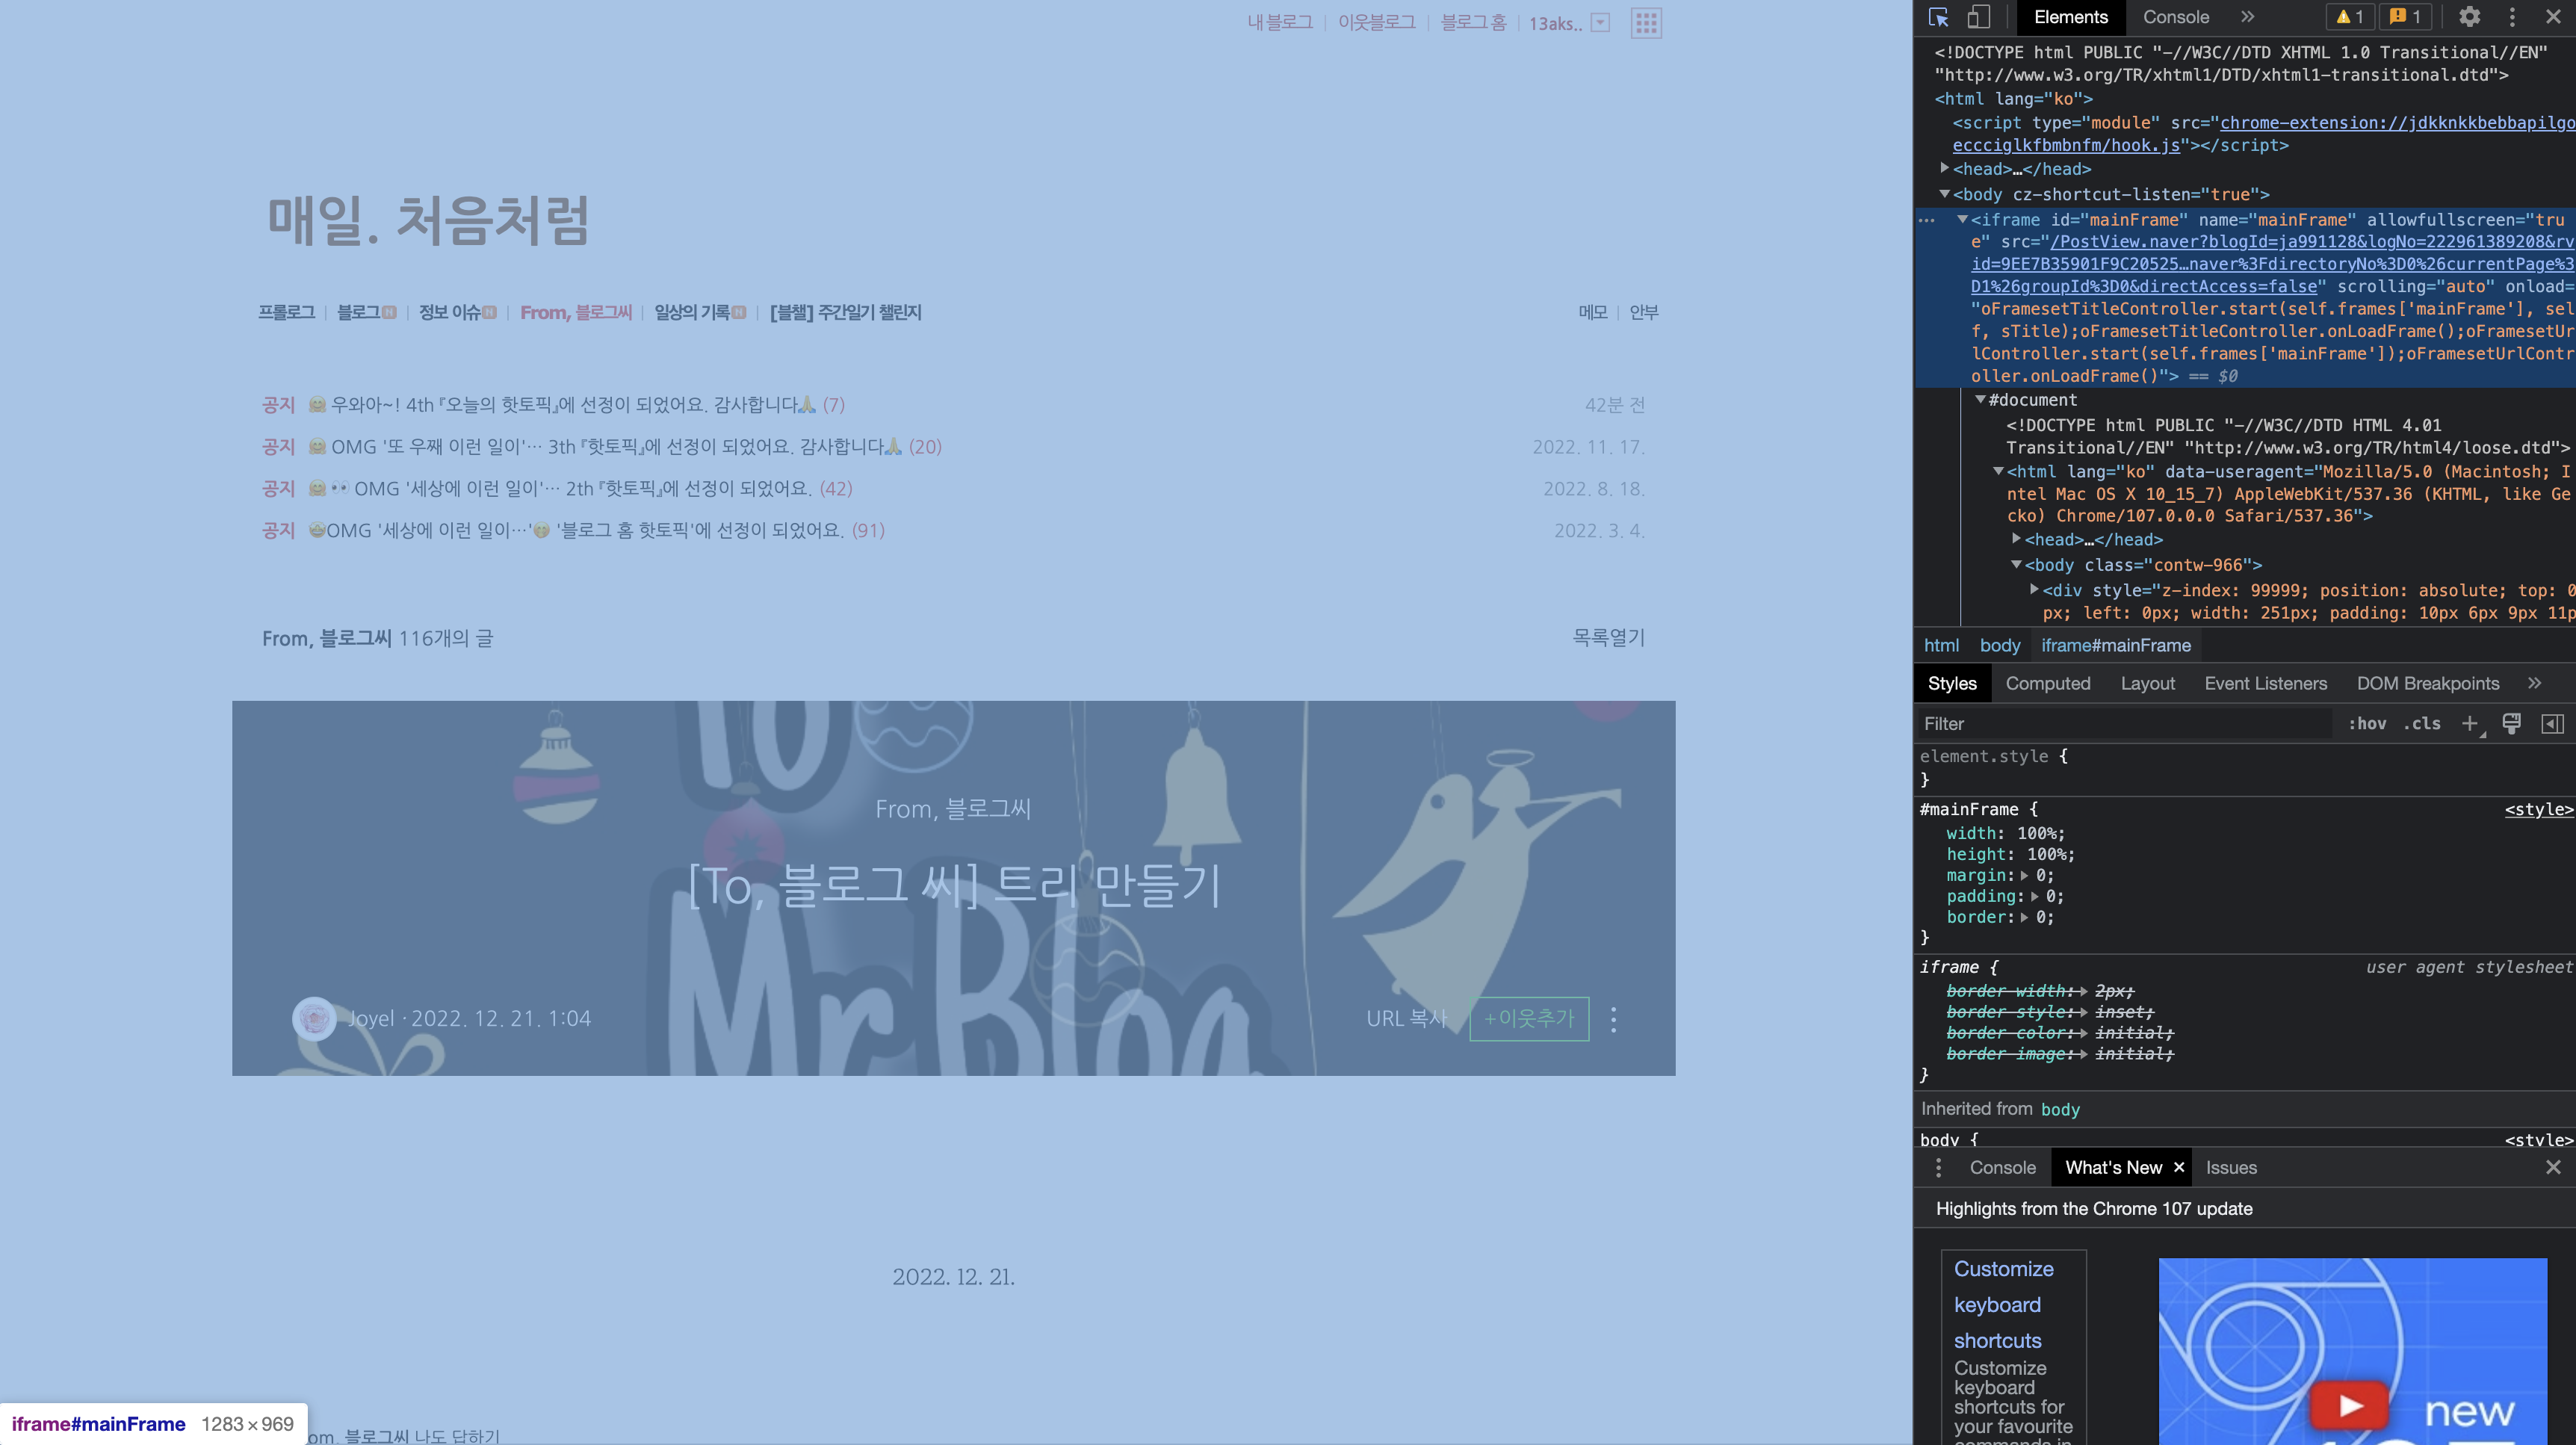 내 블로그 이웃블로그 블로그 홈 13aks..
매일. 처음처럼
프롤로그 블로그 N 정보 이슈 N From, 블로그씨 일상의 기록 N [블챌] 주간일기 챌린지 메모 안부
공지 🤗 우와아~! 4th 『오늘의 핫토픽』에 선정이 되었어요. 감사합니다🙏 (7) 42분 전
공지 🤗 OMG '또 우째 이런 일이'… 3th 『핫토픽』에 선정이 되었어요. 감사합니다🙏 (20) 2022. 11. 17.
공지 🤗👀 OMG '세상에 이런 일이'… 2th 『핫토픽』에 선정이 되었어요. (42) 2022. 8. 18.
공지 OMG '세상에 이런 일이…' '블로그 홈 핫토픽'에 선정이 되었어요. (91) 2022. 3. 4.
From, 블로그씨 116개의 글 목록열기
To
From, 블로그씨
[To, 블로그 씨] 트리 만들기
Mr.Blog
Joyel · 2022. 12. 21. 1:04 URL 복사 +이웃추가
2022. 12. 21.
iframe#mainFrame 1283×969
om, 블로그씨 나도 답하기
Elements Console 1 1
<!DOCTYPE html PUBLIC "-//W3C//DTD XHTML 1.0 Transitional//EN"
"http://www.w3.org/TR/xhtml1/DTD/xhtml1-transitional.dtd">
<html lang="ko">
<script type="module" src="chrome-extension://jdkknkkbebbapilgo
eccciglkfbmbnfm/hook.js"></script>
<head>…</head>
<body cz-shortcut-listen="true">
<iframe id="mainFrame" name="mainFrame" allowfullscreen="tru
e" src="/PostView.naver?blogId=ja991128&logNo=222961389208&rv
id=9EE7B35901F9C20525…naver%3FdirectoryNo%3D0%26currentPage%3
D1%26groupId%3D0&directAccess=false" scrolling="auto" onload=
"oFramesetTitleController.start(self.frames['mainFrame'], sel
f, sTitle);oFramesetTitleController.onLoadFrame();oFramesetUr
lController.start(self.frames['mainFrame']);oFramesetUrlContr
oller.onLoadFrame()"> == $0
#document
<!DOCTYPE html PUBLIC "-//W3C//DTD HTML 4.01
Transitional//EN" "http://www.w3.org/TR/html4/loose.dtd">
<html lang="ko" data-useragent="Mozilla/5.0 (Macintosh; I
ntel Mac OS X 10_15_7) AppleWebKit/537.36 (KHTML, like Ge
cko) Chrome/107.0.0.0 Safari/537.36">
<head>…</head>
<body class="contw-966">
<div style="z-index: 99999; position: absolute; top: 0
px; left: 0px; width: 251px; padding: 10px 6px 9px 11p
html body iframe#mainFrame
Styles Computed Layout Event Listeners DOM Breakpoints
Filter :hov .cls
element.style {
}
#mainFrame { <style>
width: 100%;
height: 100%;
margin: 0;
padding: 0;
border: 0;
}
iframe { user agent stylesheet
border-width: 2px;
border-style: inset;
border-color: initial;
border-image: initial;
}
Inherited from body
body { <style>
Console What's New Issues
Highlights from the Chrome 107 update
Customize
keyboard
shortcuts
Customize
keyboard
shortcuts for
your favourite
commands in
new